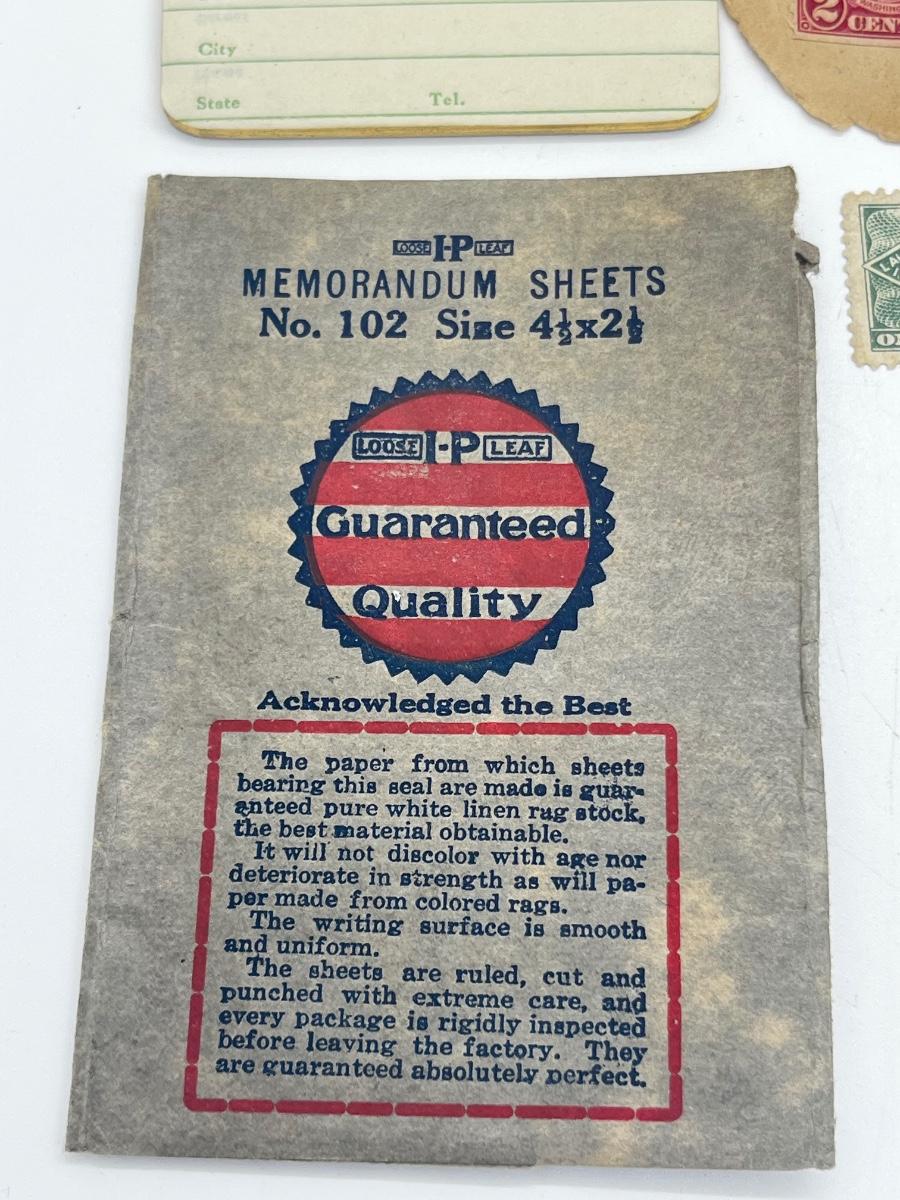 City
State Tel.
WASHING
2 CEN
LOOSE I-P LEAF
MEMORANDUM SHEETS
No. 102 Size 4½x2½
LOOSE I-P LEAF
Guaranteed
Quality
Acknowledged the Best
The paper from which sheets
bearing this seal are made is guar-
anteed pure white linen rag stock,
the best material obtainable.
It will not discolor with age nor
deteriorate in strength as will pa-
per made from colored rags.
The writing surface is smooth
and uniform.
The sheets are ruled, cut and
punched with extreme care, and
every package is rigidly inspected
before leaving the factory. They
are guaranteed absolutely perfect.